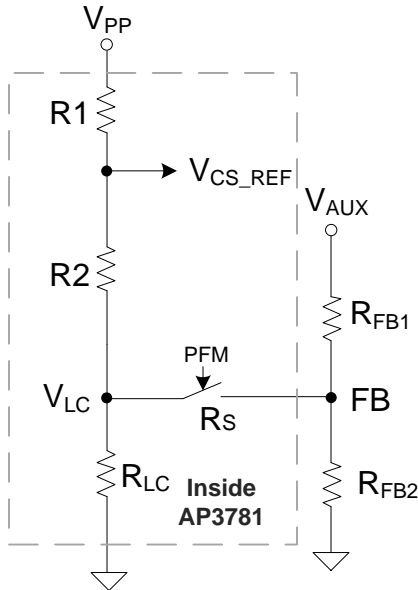 V_PP
R1
V_CS_REF
V_AUX
R2
R_FB1
PFM
V_LC
R_S
FB
R_LC
Inside
AP3781
R_FB2